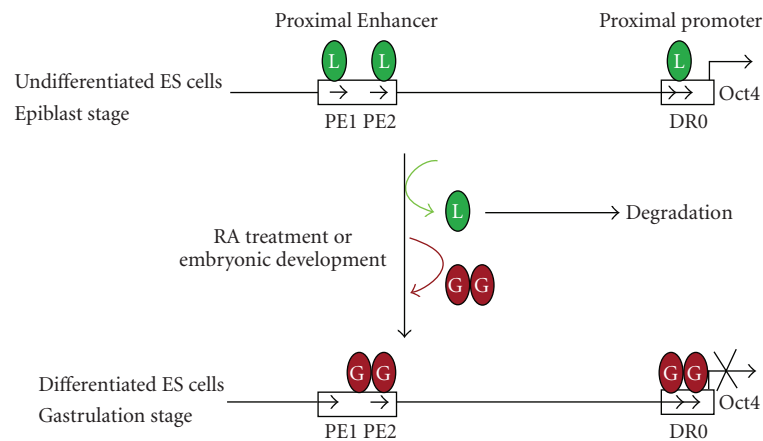 Proximal Enhancer
Proximal promoter
L L L
Undifferentiated ES cells
Epiblast stage
Oct4
PE1 PE2
DR0
L
Degradation
RA treatment or
embryonic development
G G
G G G G
Differentiated ES cells
Gastrulation stage
Oct4
PE1 PE2
DR0